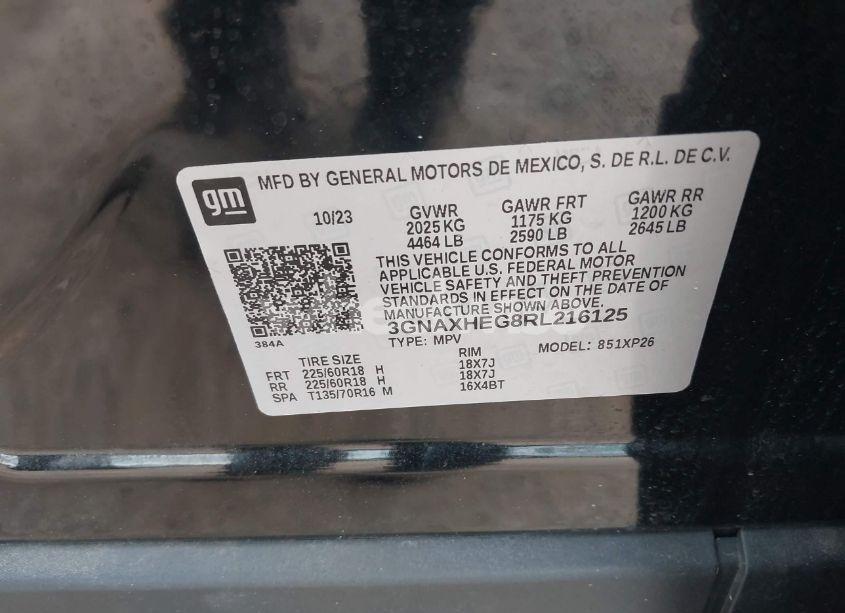 gm MFD BY GENERAL MOTORS DE MEXICO, S. DE R.L. DE C.V.
10/23 GVWR GAWR FRT GAWR RR
2025 KG 1175 KG 1200 KG
4464 LB 2590 LB 2645 LB
THIS VEHICLE CONFORMS TO ALL
APPLICABLE U.S. FEDERAL MOTOR
VEHICLE SAFETY AND THEFT PREVENTION
STANDARDS IN EFFECT ON THE DATE OF
MANUFACTURE SHOWN ABOVE.
3GNAXHEG8RL216125
384A
TYPE: MPV MODEL: 851XP26
TIRE SIZE RIM
FRT 225/60R18 H 18X7J
RR 225/60R18 H 18X7J
SPA T135/70R16 M 16X4BT